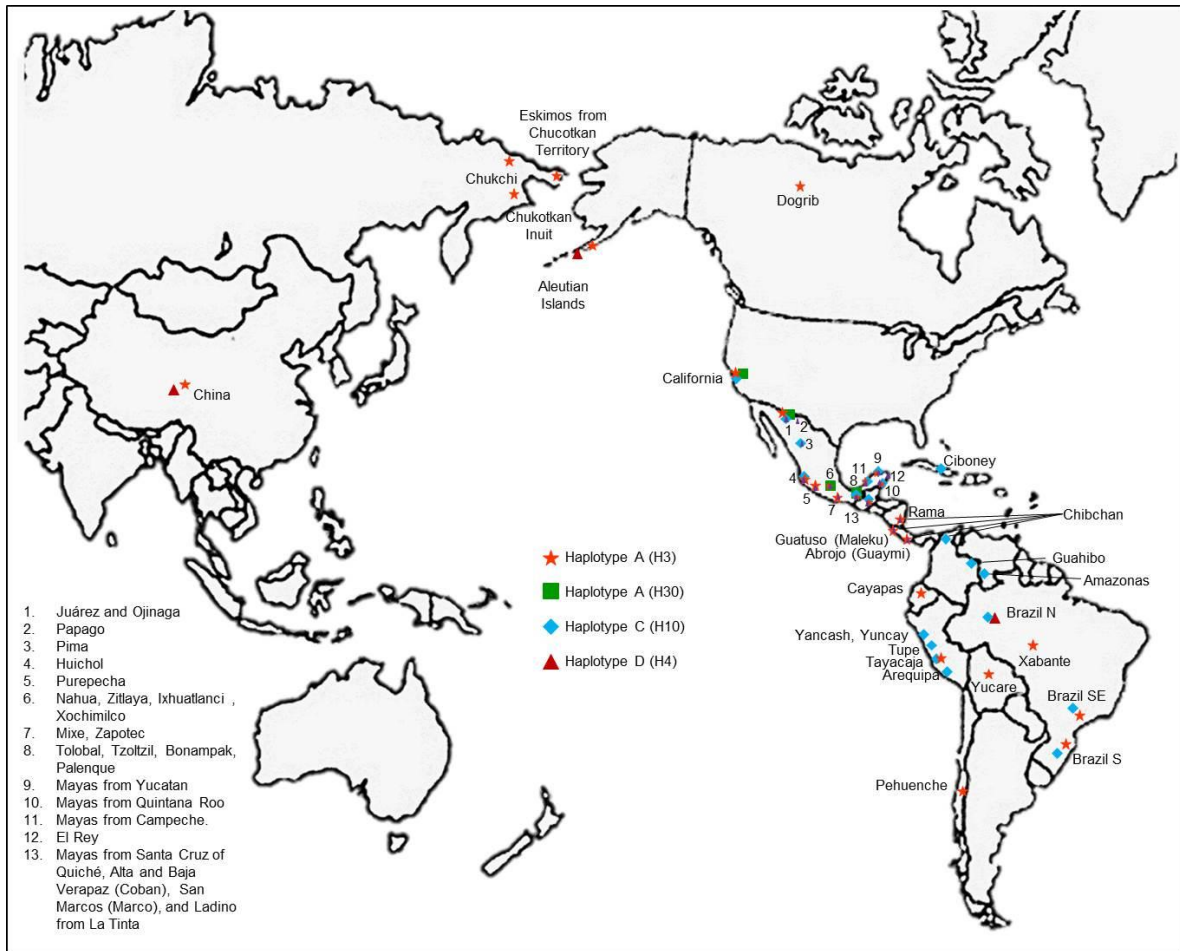 Eskimos from
Chucotkan
Territory
Chukchi
Chukotkan
Inuit
Dogrib
Aleutian
Islands
China
California
1
2
3
4
5
6
7
8
9
10
11
12
13
Ciboney
Rama
Chibchan
Guatuso (Maleku)
Abrojo (Guaymi)
Guahibo
Amazonas
Cayapas
Brazil N
Yancash, Yuncay
Tupe
Tayacaja
Arequipa
Xabante
Yucare
Brazil SE
Brazil S
Pehuenche
Haplotype A (H3)
Haplotype A (H30)
Haplotype C (H10)
Haplotype D (H4)
1. Juárez and Ojinaga
2. Papago
3. Pima
4. Huichol
5. Purepecha
6. Nahua, Zitlaya, Ixhuatlanci ,
Xochimilco
7. Mixe, Zapotec
8. Tolobal, Tzoltzil, Bonampak,
Palenque
9. Mayas from Yucatan
10. Mayas from Quintana Roo
11. Mayas from Campeche.
12. El Rey
13. Mayas from Santa Cruz of
Quiché, Alta and Baja
Verapaz (Coban), San
Marcos (Marco), and Ladino
from La Tinta